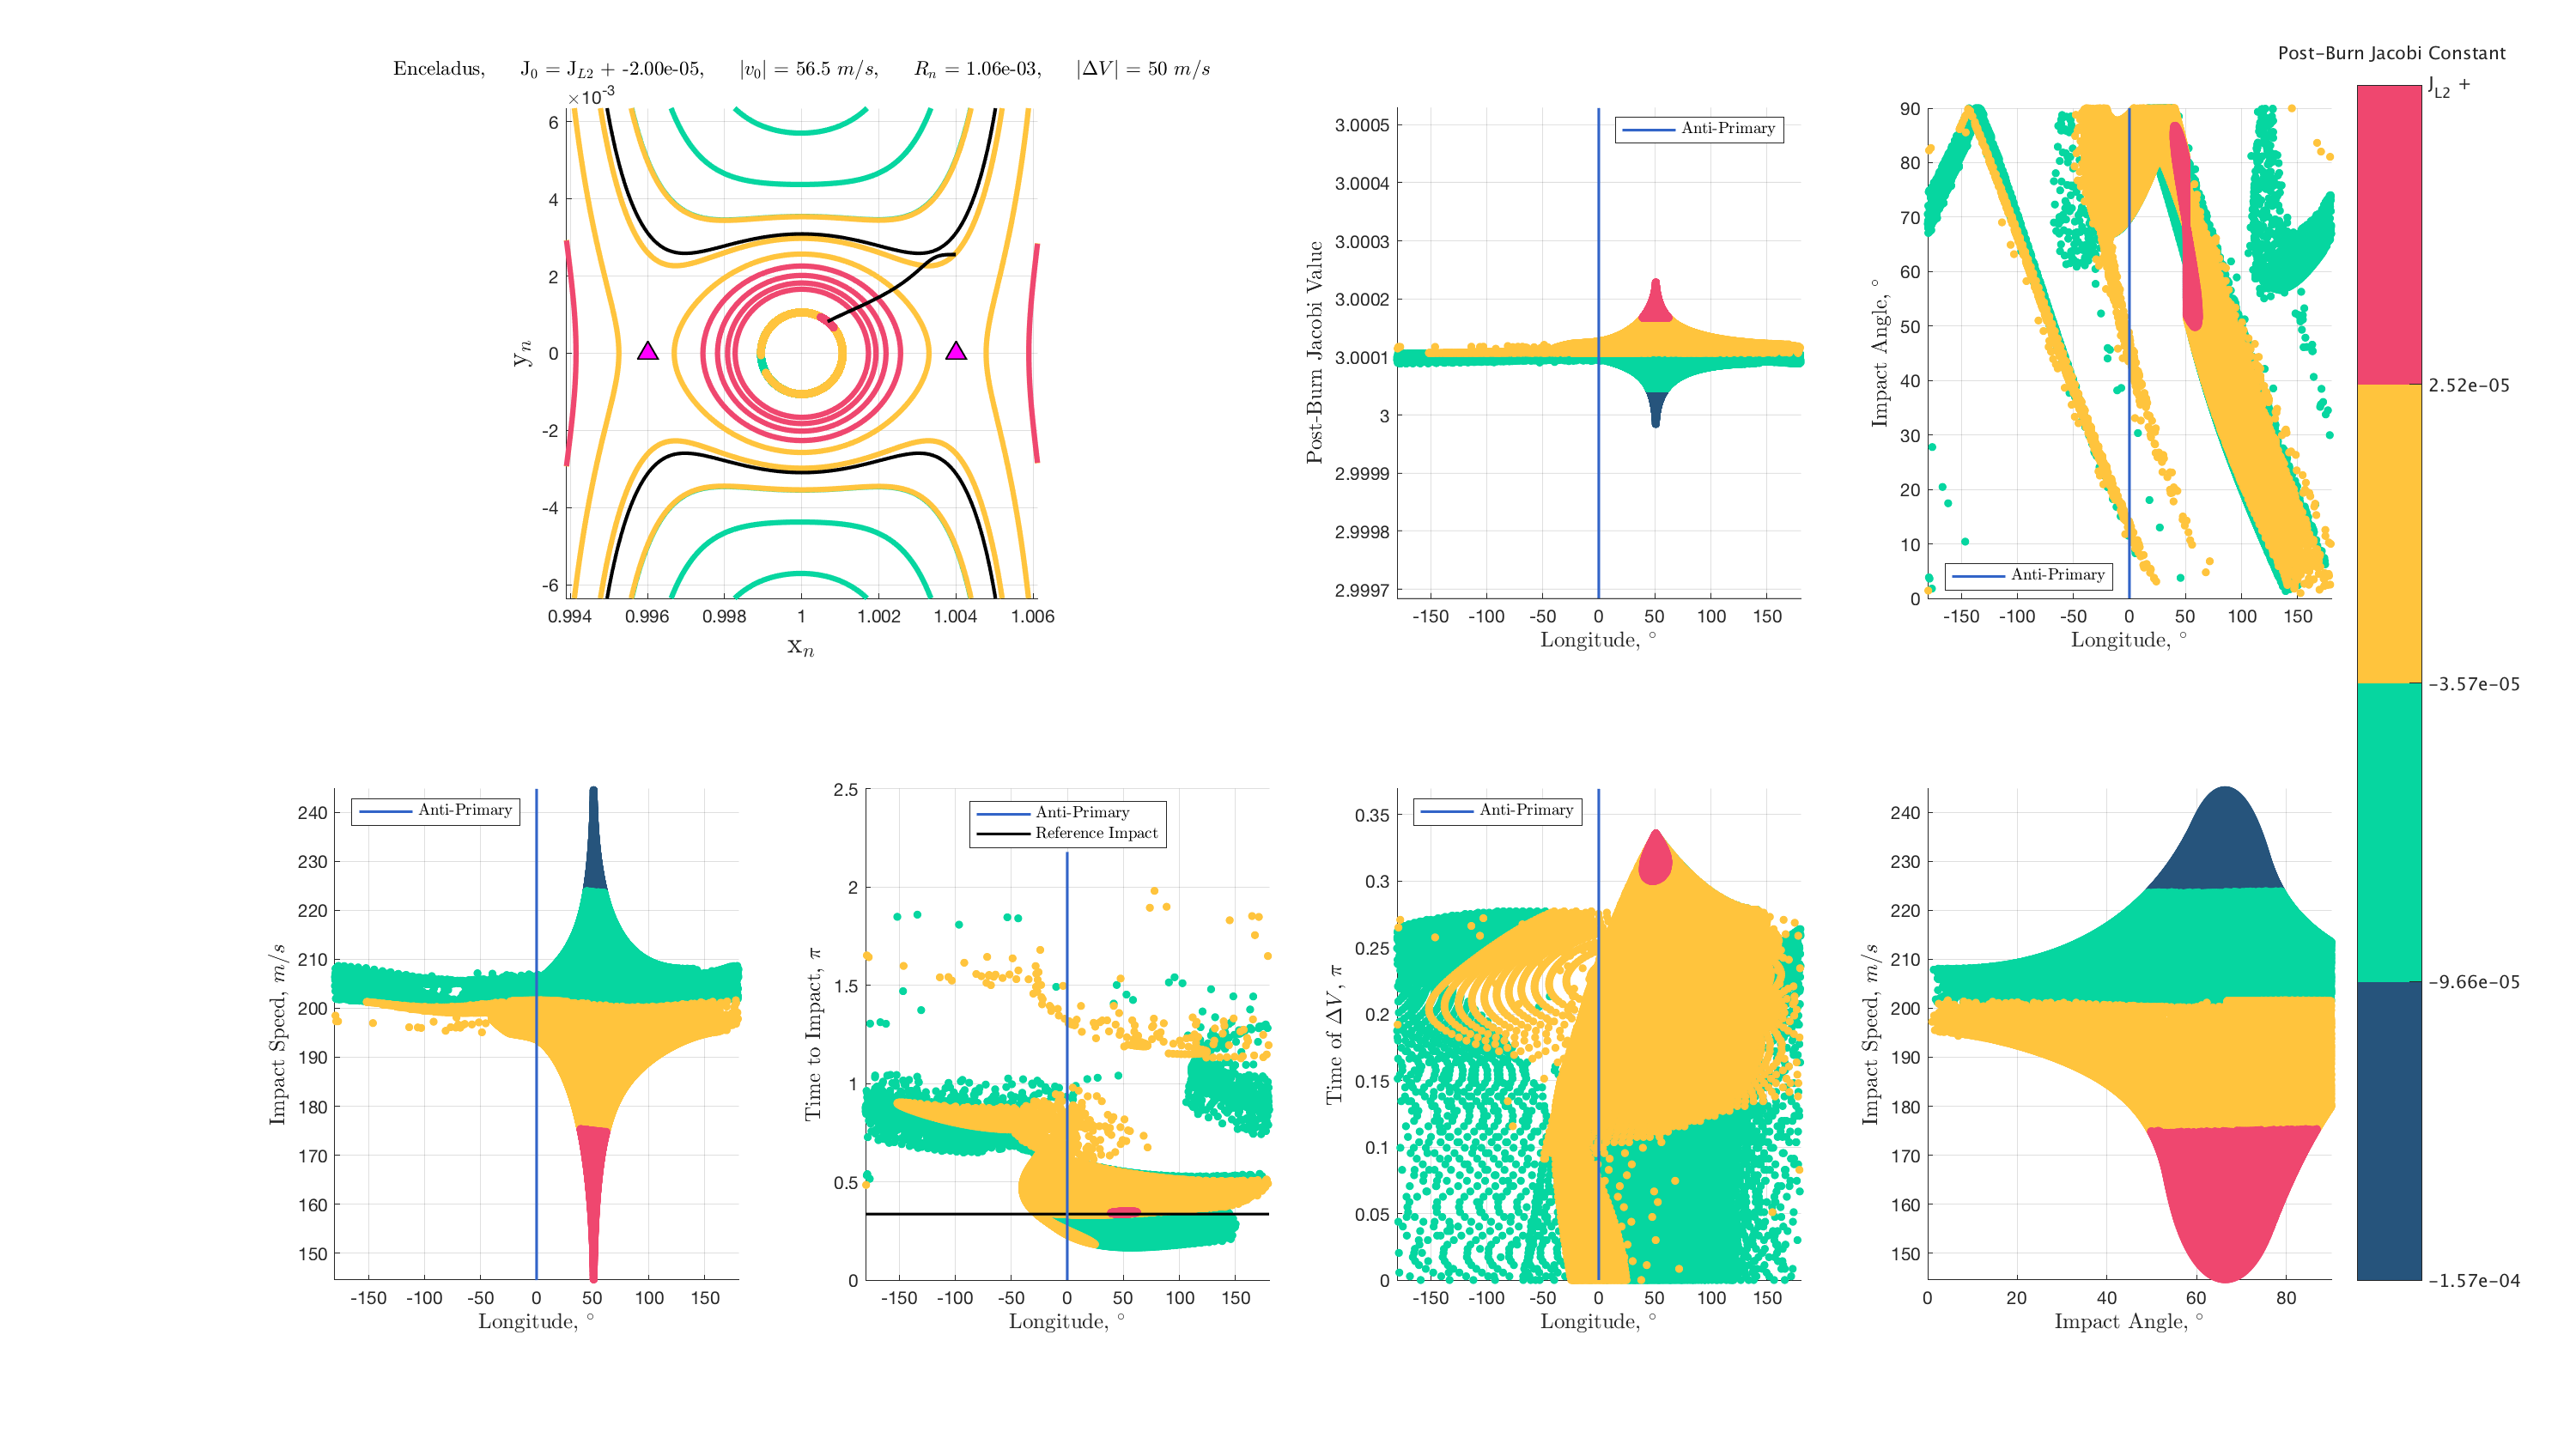 Post-Burn Jacobi Constant
Enceladus, J0 = JL2 + -2.00e-05, |v0| = 56.5 m/s, Rn = 1.06e-03, |ΔV| = 50 m/s
×10-3
6
4
2
0
-2
-4
-6
0.994 0.996 0.998 1 1.002 1.004 1.006
xn
yn
Anti-Primary
3.0005
3.0004
3.0003
3.0002
3.0001
3
2.9999
2.9998
2.9997
-150 -100 -50 0 50 100 150
Longitude, °
Post-Burn Jacobi Value
90
80
70
60
50
40
30
20
10
0
Anti-Primary
-150 -100 -50 0 50 100 150
Longitude, °
Impact Angle, °
JL2 +
2.52e-05
-3.57e-05
-9.66e-05
-1.57e-04
Anti-Primary
240
230
220
210
200
190
180
170
160
150
-150 -100 -50 0 50 100 150
Longitude, °
Impact Speed, m/s
2.5
2
1.5
1
0.5
0
Anti-Primary
Reference Impact
-150 -100 -50 0 50 100 150
Longitude, °
Time to Impact, π
Anti-Primary
0.35
0.3
0.25
0.2
0.15
0.1
0.05
0
-150 -100 -50 0 50 100 150
Longitude, °
Time of ΔV, π
240
230
220
210
200
190
180
170
160
150
0 20 40 60 80
Impact Angle, °
Impact Speed, m/s